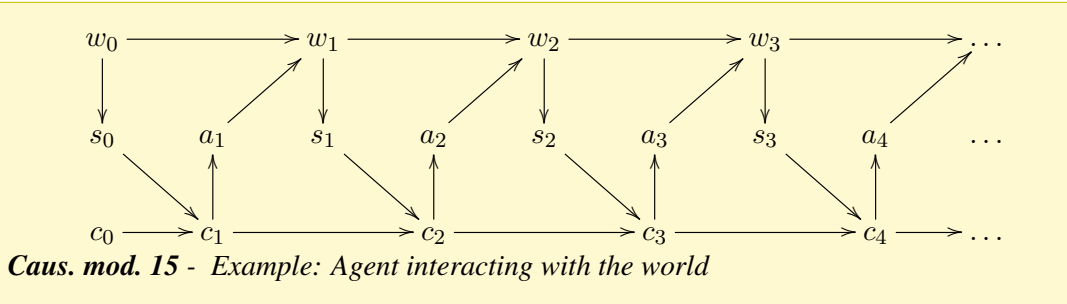 w₀ w₁ w₂ w₃ ...
s₀ a₁ s₁ a₂ s₂ a₃ s₃ a₄ ...
c₀ c₁ c₂ c₃ c₄ ...
Caus. mod. 15 - Example: Agent interacting with the world